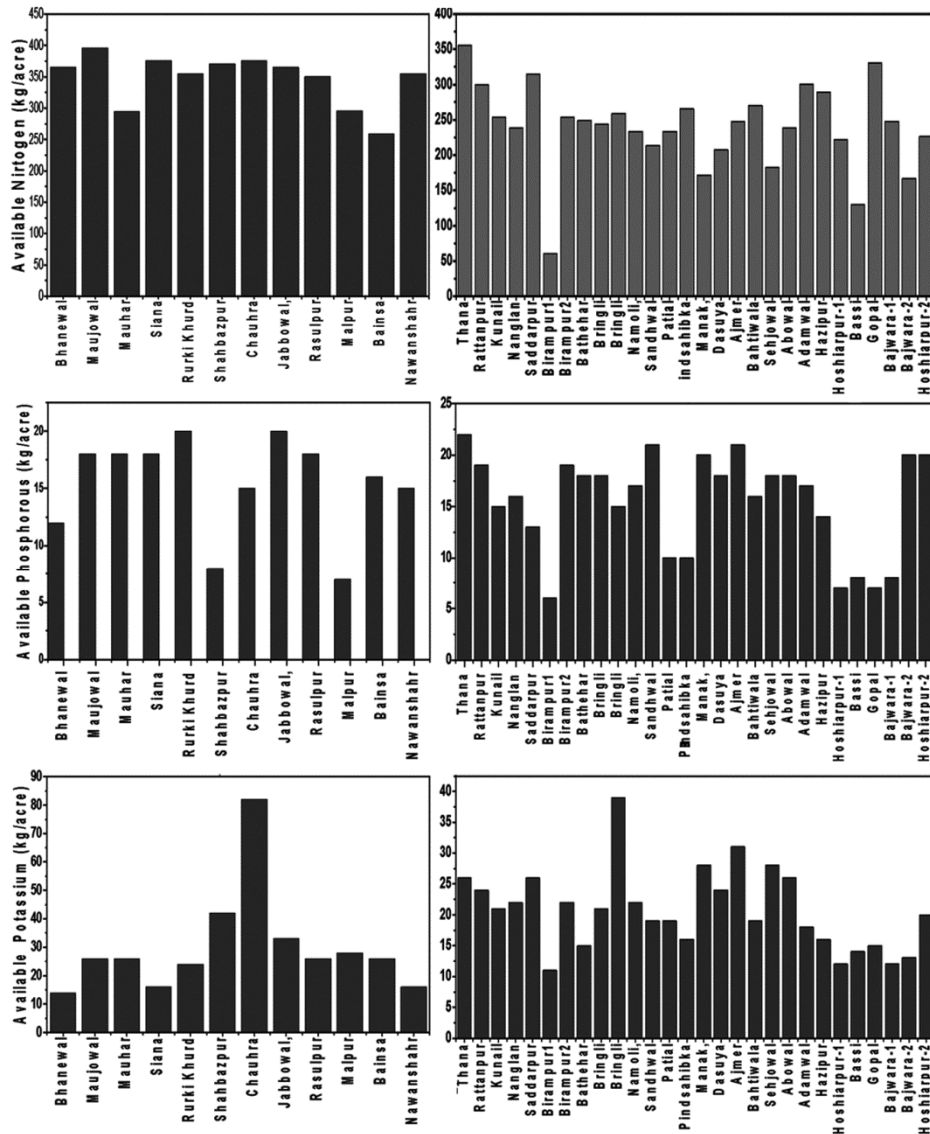 Available Nirtogen (kg/acre)
450
400
350
300
250
200
150
100
50
0
Bhanewal
Maujowal
Mauhar
Siana
Rurki Khurd
Shahbazpur
Chauhra
Jabbowal,
Rasulpur
Malpur
Bainsa
Nawanshahr
400
350
300
250
200
150
100
50
0
Thana
Rattanpur
Kunail
Nanglan
Saddarpur
Birampur1
Birampur2
Bathehar
Bringli
Bringli
Namoli,
Sandhwal
Patial
indsahibka
Manak,
Dasuya
Ajmer
Bahtiwala
Sehjowal
Abowal
Adamwal
Hazipur
Hoshiarpur-1
Bassi
Gopal
Bajwara-1
Bajwara-2
Hoshiarpur-2
Available Phosphorous (kg/acre)
20
15
10
5
0
Bhanewal
Maujowal
Mauhar
Siana
Rurki Khurd
Shahbazpur
Chauhra
Jabbowal,
Rasulpur
Malpur
Bainsa
Nawanshahr
25
20
15
10
5
0
Thana
Rattanpur
Kunail
Nanglan
Saddarpur
Birampur1
Birampur2
Bathehar
Bringli
Bringli
Namoli,
Sandhwal
Patial
Manak,
Dasuya
Ajmer
Bahtiwala
Sehjowal
Abowal
Adamwal
Hazipur
Hoshiarpur-1
Bassi
Gopal
Bajwara-1
Bajwara-2
Hoshiarpur-2
Available Potassium (kg/acre)
90
80
70
60
50
40
30
20
10
0
Bhanewal
Maujowal
Mauhar
Siana
Rurki Khurd
Shahbazpur
Chauhra
Jabbowal,
Rasulpur
Malpur
Bainsa
Nawanshahr
40
35
30
25
20
15
10
5
0
Thana
Rattanpur
Kunail
Nanglan
Saddarpur
Birampur1
Birampur2
Bathehar
Bringli
Bringli
Namoli,
Sandhwal
Patial
Pindsahibka
Manak,
Dasuya
Ajmer
Bahtiwala
Sehjowal
Abowal
Adamwal
Hazipur
Hoshiarpur-1
Bassi
Gopal
Bajwara-1
Bajwara-2
Hoshiarpur-2